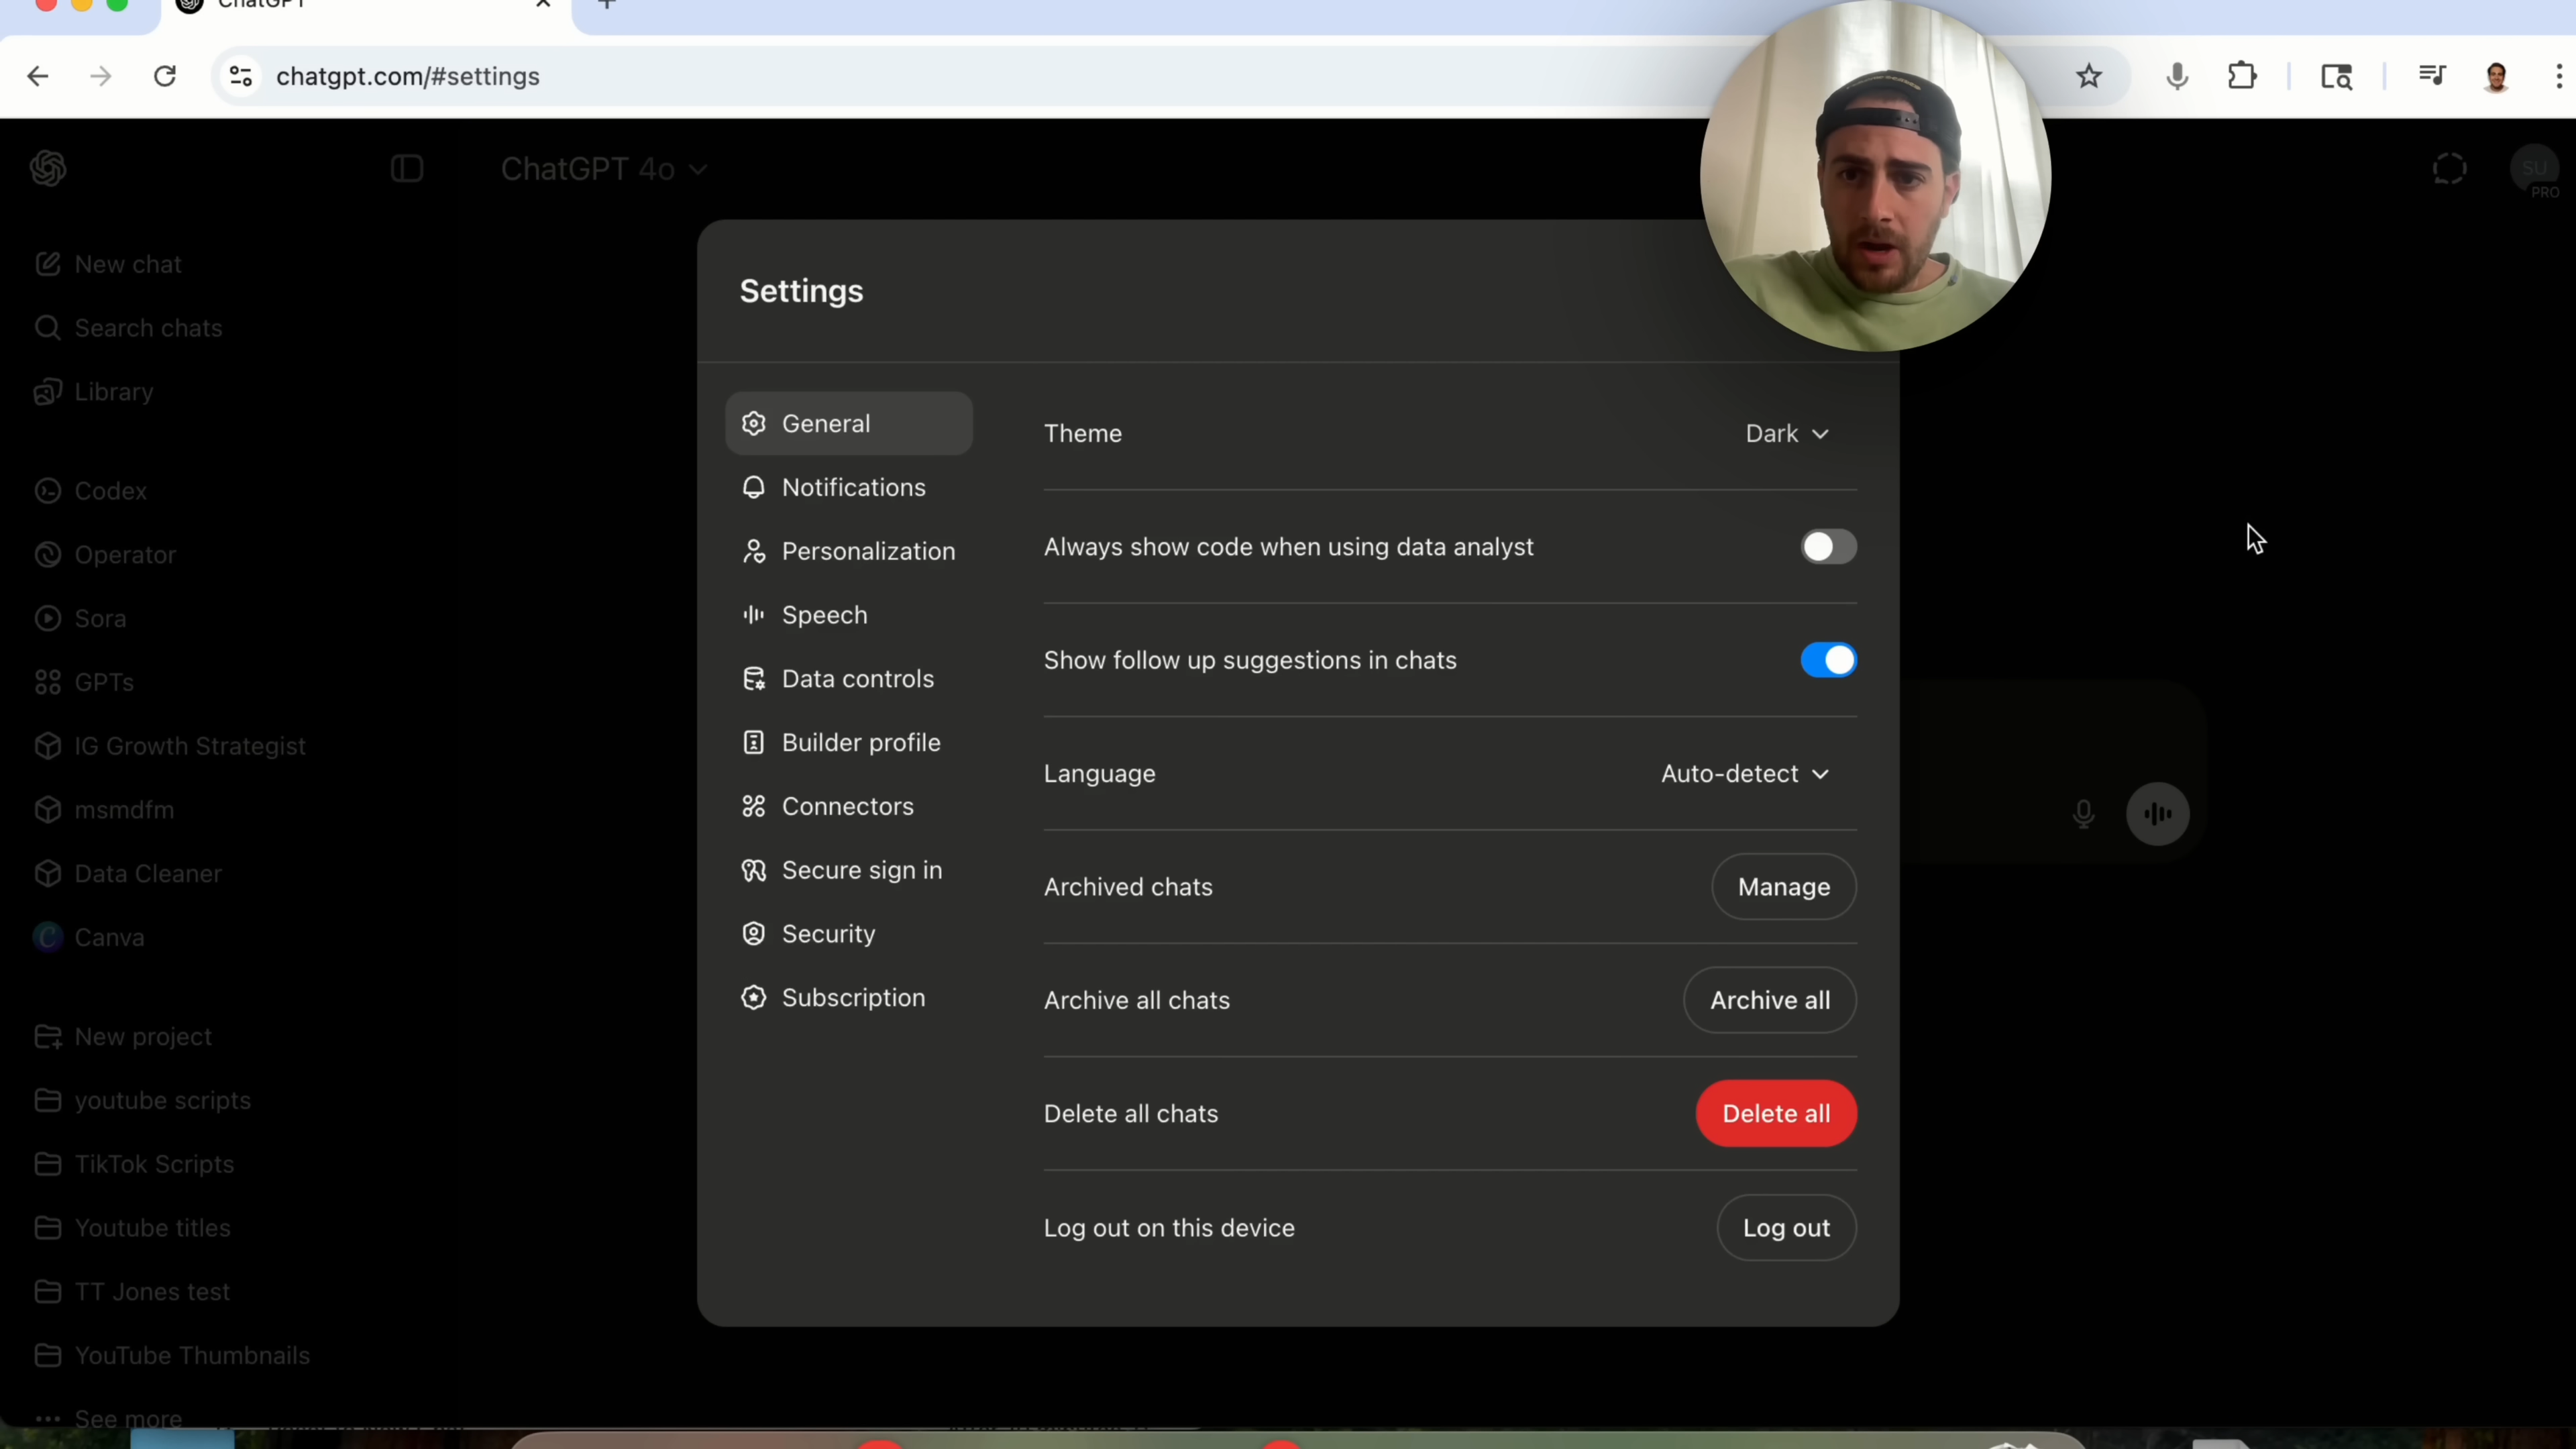 ChatGPT
chatgpt.com/#settings
ChatGPT 4o
SU
PRO
New chat
Search chats
Library
Codex
Operator
Sora
GPTs
IG Growth Strategist
msmdfm
Data Cleaner
Canva
New project
youtube scripts
TikTok Scripts
Youtube titles
TT Jones test
YouTube Thumbnails
See more
Settings
General
Notifications
Personalization
Speech
Data controls
Builder profile
Connectors
Secure sign in
Security
Subscription
Theme Dark
Always show code when using data analyst
Show follow up suggestions in chats
Language Auto-detect
Archived chats Manage
Archive all chats Archive all
Delete all chats Delete all
Log out on this device Log out